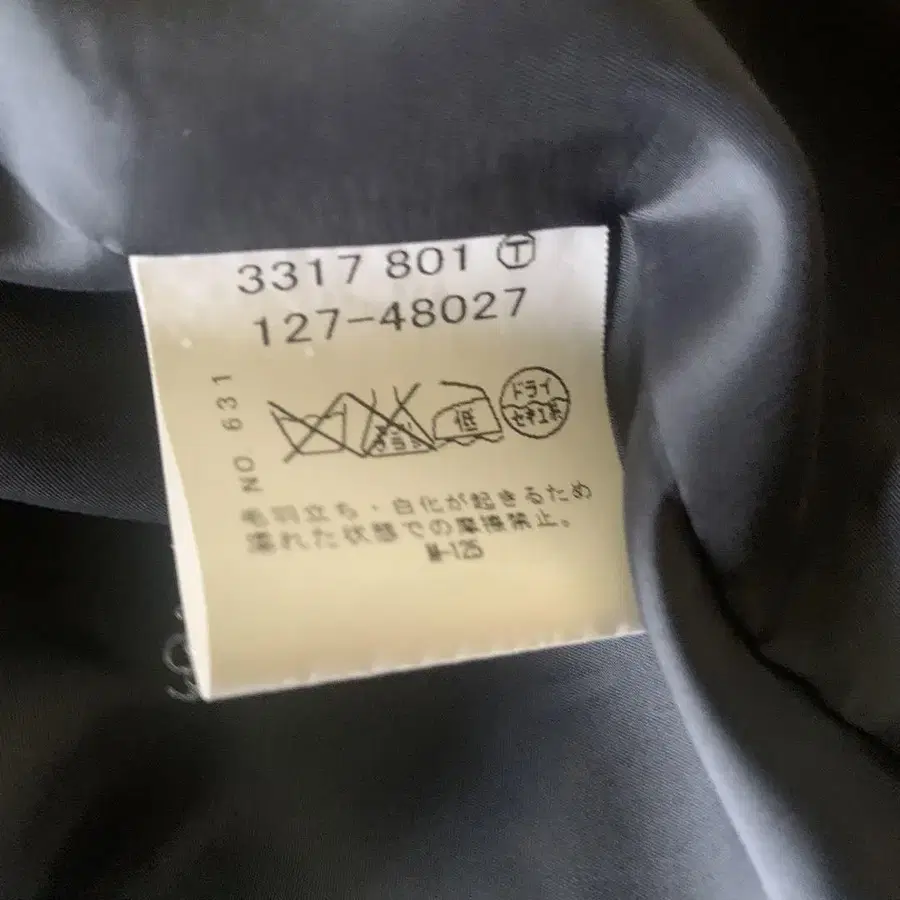 3317 801 Ⓣ
127-48027
NO 631
低
ドライ
セキユ系
毛羽立ち・白化が起きるため
濡れた状態での摩擦禁止。
M-125